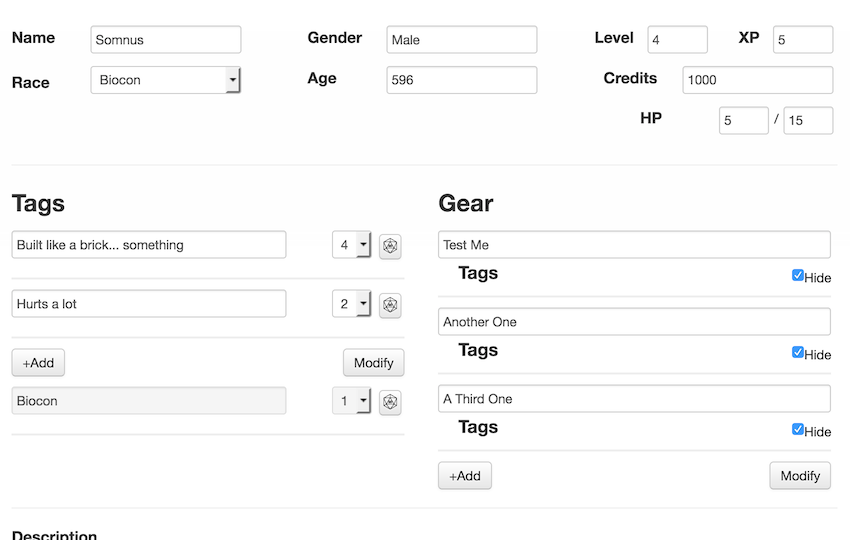 Name Somnus Gender Male Level 4 XP 5
Race Biocon Age 596 Credits 1000
HP 5 / 15
Tags
Built like a brick... something 4
Hurts a lot 2
+Add Modify
Biocon 1
Gear
Test Me
Tags Hide
Another One
Tags Hide
A Third One
Tags Hide
+Add Modify
Description